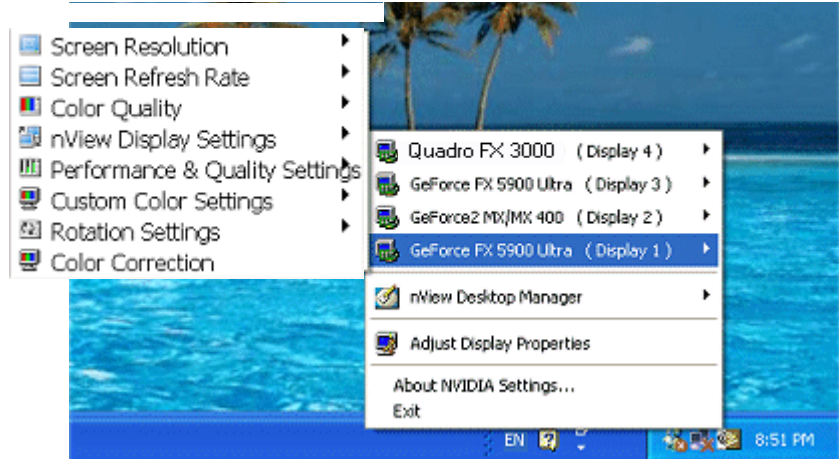 Screen Resolution
Screen Refresh Rate
Color Quality
nView Display Settings
Performance & Quality Settings
Custom Color Settings
Rotation Settings
Color Correction
Quadro FX 3000 ( Display 4 )
GeForce FX 5900 Ultra ( Display 3 )
GeForce2 MX/MX 400 ( Display 2 )
GeForce FX 5900 Ultra ( Display 1 )
nView Desktop Manager
Adjust Display Properties
About NVIDIA Settings...
Exit
EN
8:51 PM